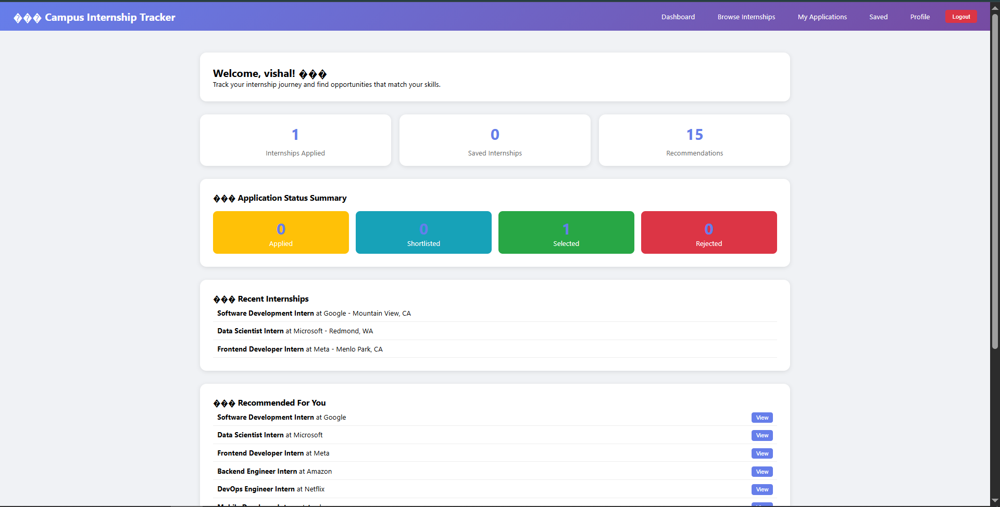 ��� Campus Internship Tracker
Dashboard Browse Internships My Applications Saved Profile Logout
Welcome, vishal! ���
Track your internship journey and find opportunities that match your skills.
1
Internships Applied
0
Saved Internships
15
Recommendations
��� Application Status Summary
0
Applied
0
Shortlisted
1
Selected
0
Rejected
��� Recent Internships
Software Development Intern at Google - Mountain View, CA
Data Scientist Intern at Microsoft - Redmond, WA
Frontend Developer Intern at Meta - Menlo Park, CA
��� Recommended For You
Software Development Intern at Google View
Data Scientist Intern at Microsoft View
Frontend Developer Intern at Meta View
Backend Engineer Intern at Amazon View
DevOps Engineer Intern at Netflix View